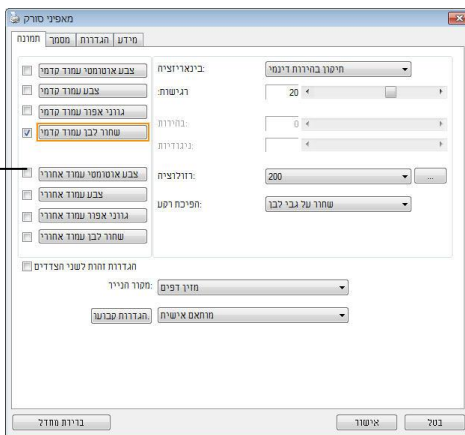 מאפיני סורק
תמונה מסמך הגדרות מידע
צבע אוטומטי עמוד קדמי
צבע עמוד קדמי
גווני אפור עמוד קדמי
שחור לבן עמוד קדמי
צבע אוטומטי עמוד אחורי
צבע עמוד אחורי
גווני אפור עמוד אחורי
שחור לבן עמוד אחורי
בינאריזציה: תיקון בהירות דינמי
רגישות: 20
בהירות: 0
ניגודיות:
רזולוציה: 200 ...
הפיכת רקע: שחור על גבי לבן
הגדרות זהות לשני הצדדים
מקור הנייר: מזין דפים
הגדרות קבועו: מותאם אישית
ברירת מחדל אישור בטל